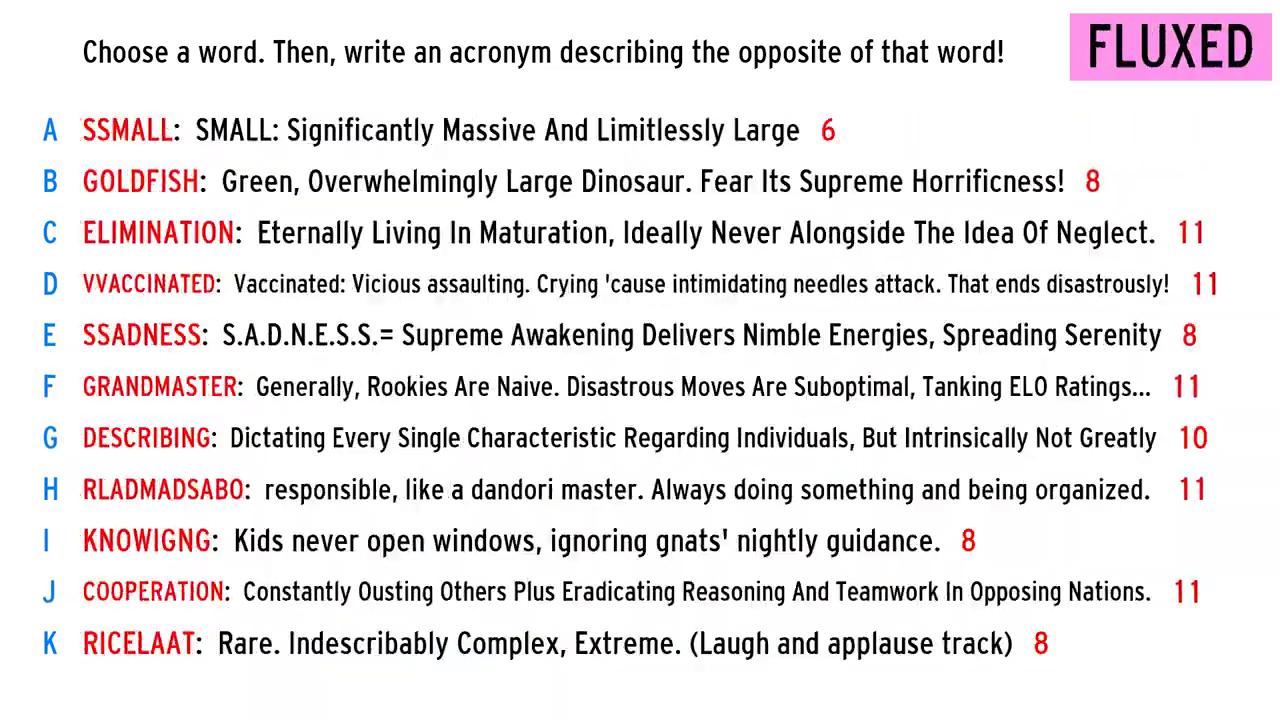 Choose a word. Then, write an acronym describing the opposite of that word!
FLUXED
A SSMALL: SMALL: Significantly Massive And Limitlessly Large 6
B GOLDFISH: Green, Overwhelmingly Large Dinosaur. Fear Its Supreme Horrificness! 8
C ELIMINATION: Eternally Living In Maturation, Ideally Never Alongside The Idea Of Neglect. 11
D VVACCINATED: Vaccinated: Vicious assaulting. Crying 'cause intimidating needles attack. That ends disastrously! 11
E SSADNESS: S.A.D.N.E.S.S.= Supreme Awakening Delivers Nimble Energies, Spreading Serenity 8
F GRANDMASTER: Generally, Rookies Are Naive. Disastrous Moves Are Suboptimal, Tanking ELO Ratings... 11
G DESCRIBING: Dictating Every Single Characteristic Regarding Individuals, But Intrinsically Not Greatly 10
H RLADMADSABO: responsible, like a dandori master. Always doing something and being organized. 11
I KNOWIGNG: Kids never open windows, ignoring gnats' nightly guidance. 8
J COOPERATION: Constantly Ousting Others Plus Eradicating Reasoning And Teamwork In Opposing Nations. 11
K RICELAAT: Rare. Indescribably Complex, Extreme. (Laugh and applause track) 8